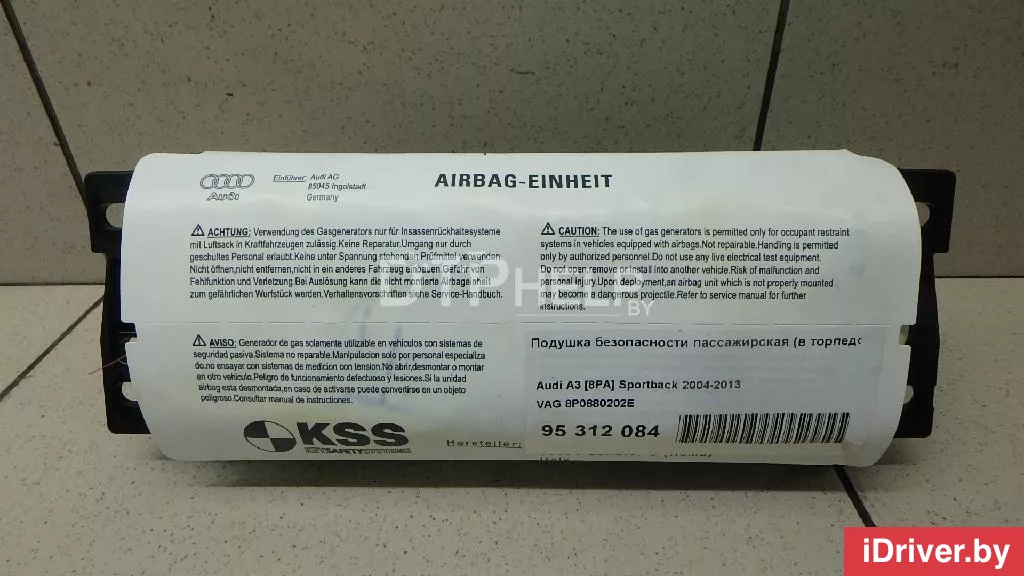 Audi
Einführer: Audi AG
85045 Ingolstadt
Germany
AIRBAG-EINHEIT
ACHTUNG: Verwendung des Gasgenerators nur für Insassenrückhaltesysteme
mit Luftsack in Kraftfahrzeugen zulässig.Keine Reparatur.Umgang nur durch
geschultes Personal erlaubt.Keine unter Spannung stehenden Prüfmittel verwenden.
Nicht öffnen,nicht entfernen,nicht in ein anderes Fahrzeug einbauen.Gefahr von
Fehlfunktion und Verletzung.Bei Auslösung kann die nicht montierte Airbageinheit
zum gefährlichen Wurfstück werden.Verhaltensvorschriften siehe Service-Handbuch.
CAUTION: The use of gas generators is permitted only for occupant restraint
systems in vehicles equipped with airbags.Not repairable.Handling is permitted
only by authorized personnel.Do not use any live electrical test equipment.
Do not open,remove or install into another vehicle.Risk of malfunction and
personal injury.Upon deployment,an airbag unit which is not properly mounted
may become a dangerous projectile.Refer to service manual for further
instructions.
DTPHELP.BY
AVISO: Generador de gas solamente utilizable en vehículos con sistemas de
seguridad pasiva.Sistema no reparable.Manipulacion solo por personal especializa
do.no ensayar con sistemas de medicion con tension.No abrir,desmontar o montar
en otro vehiculo.Peligro de funcionamiento defectuoso y lesiones.Si la unidad
airbag esta desmontada,en caso de activarse puede convertirse en un objeto
peligroso.Consultar manual de instrucciones.
KSS
KEY SAFETY SYSTEMS
Hersteller:
Подушка безопасности пассажирская (в торпедо
Audi A3 [8PA] Sportback 2004-2013
VAG 8P0880202E
95 312 084
Italy
iDriver.by